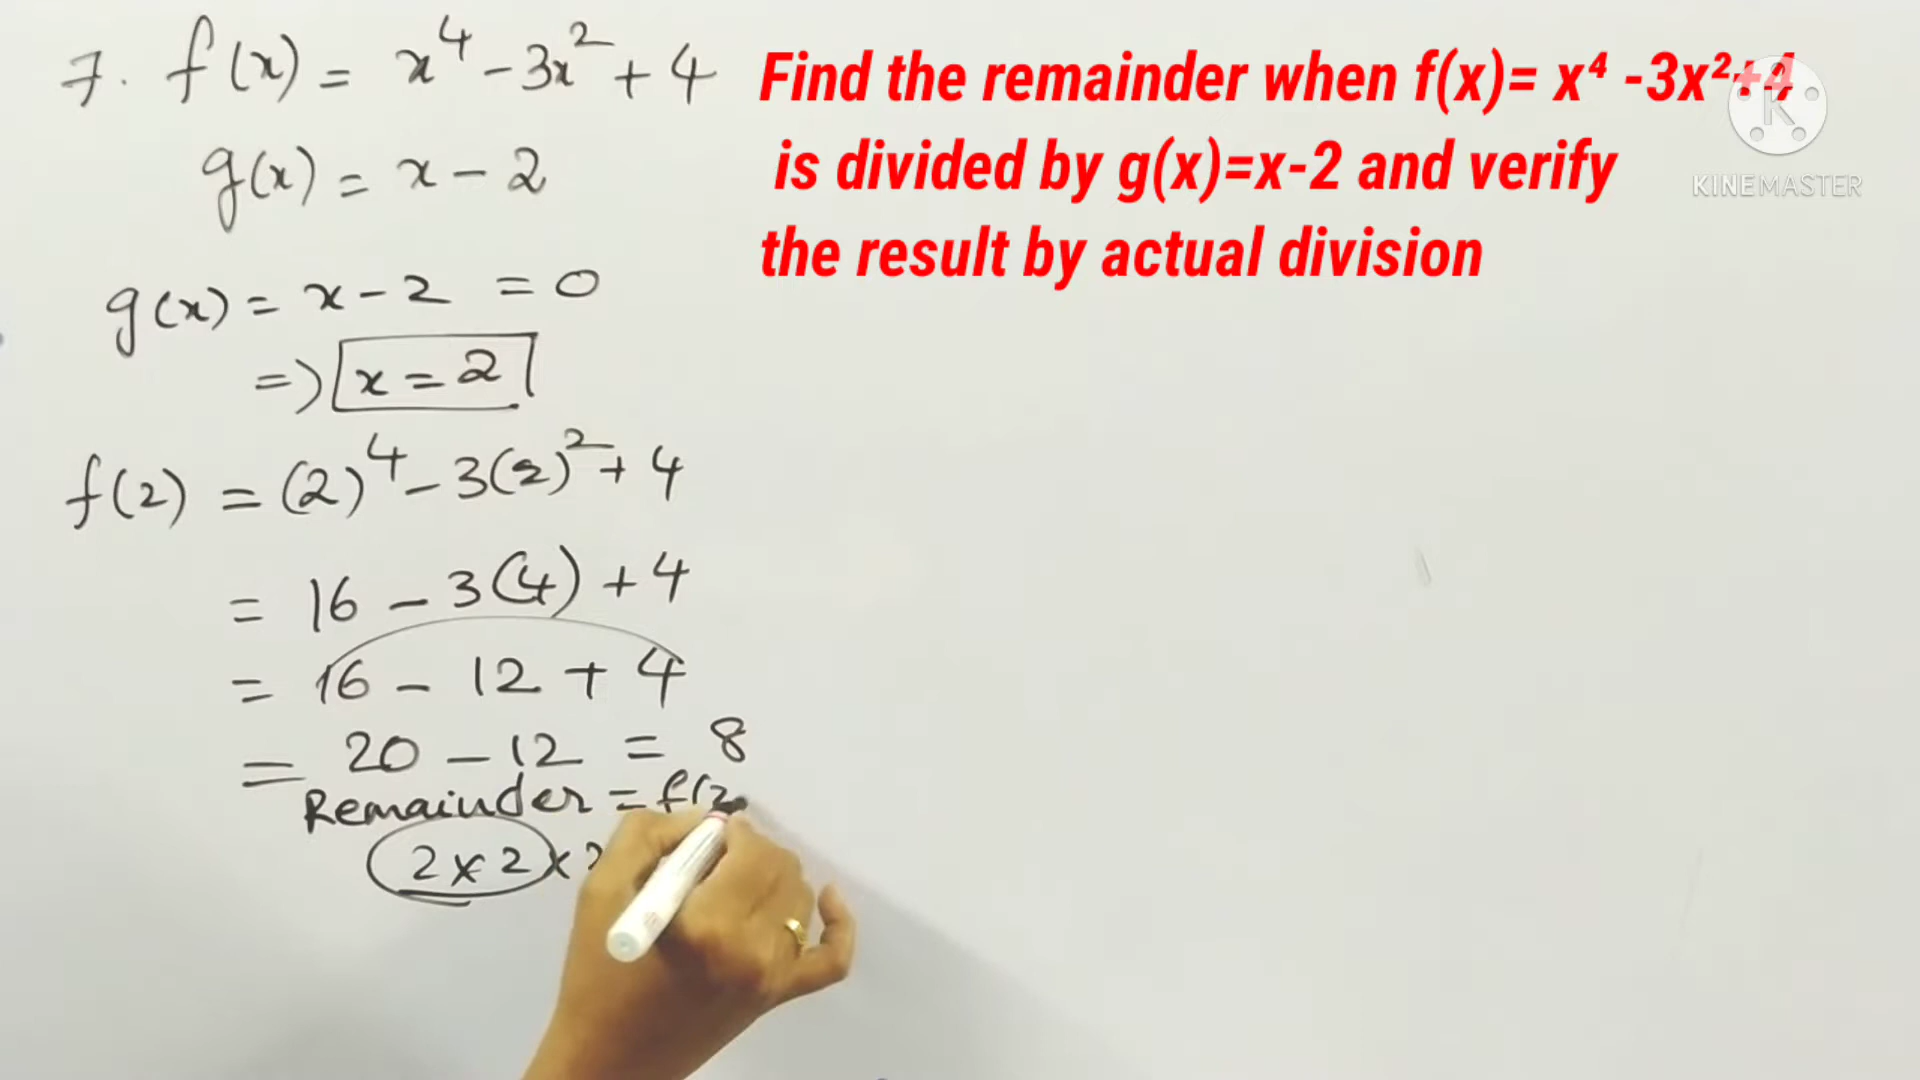 7. f(x) = x⁴ - 3x² + 4
g(x) = x - 2
g(x) = x - 2 = 0
=> x = 2
f(2) = (2)⁴ - 3(2)² + 4
= 16 - 3(4) + 4
= 16 - 12 + 4
= 20 - 12 = 8
Remainder = f(2
2 x 2 x
Find the remainder when f(x)= x⁴ -3x²+4
is divided by g(x)=x-2 and verify
the result by actual division
KINEMASTER